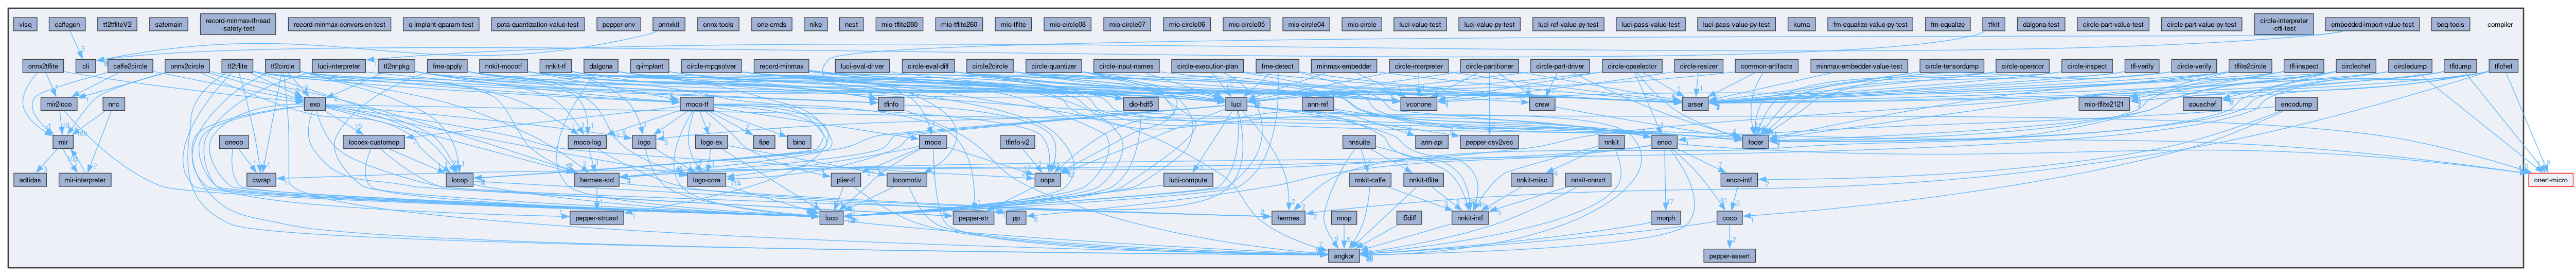 visq caffegen tf2tfliteV2 safemain record-minmax-thread
-safety-test record-minmax-conversion-test q-implant-qparam-test pota-quantization-value-test pepper-env onnxkit onnx-tools one-cmds nike nest mio-tflite280 mio-tflite260 mio-tflite mio-circle08 mio-circle07 mio-circle06 mio-circle05 mio-circle04 mio-circle luci-value-test luci-value-py-test luci-ref-value-py-test luci-pass-value-test luci-pass-value-py-test kuma fm-equalize-value-py-test fm-equalize tfkit dalgona-test circle-part-value-test circle-part-value-py-test circle-interpreter
-cffi-test embedded-import-value-test bcq-tools compiler
onnx2tflite cli caffe2circle onnx2circle tf2tflite tf2circle luci-interpreter tf2nnpkg fme-apply nnkit-mocotf nnkit-tf dalgona q-implant circle-mpqsolver record-minmax luci-eval-driver circle-eval-diff circle2circle circle-quantizer circle-input-names circle-execution-plan fme-detect minmax-embedder circle-interpreter circle-partitioner circle-part-driver circle-opselector circle-resizer common-artifacts minmax-embedder-value-test circle-tensordump circle-operator circle-inspect tfl-verify circle-verify tflite2circle tfl-inspect circlechef circledump tfldump tflchef
mir2loco nnc exo moco-tf tfinfo dio-hdf5 luci ann-ref vconone crew arser mio-tflite2121 souschef encodump
mir oneco locoex-customop moco-log logo logo-ex fipe bino moco tfinfo-v2 nnsuite ann-api pepper-csv2vec nnkit enco foder
adtidas mir-interpreter cwrap locop hermes-std logo-core plier-tf locomotiv oops luci-compute nnkit-caffe nnkit-tflite nnkit-misc nnkit-onnxrt enco-intf onert-micro
pepper-strcast loco pepper-str pp hermes nnop i5diff nnkit-intf morph coco
angkor pepper-assert